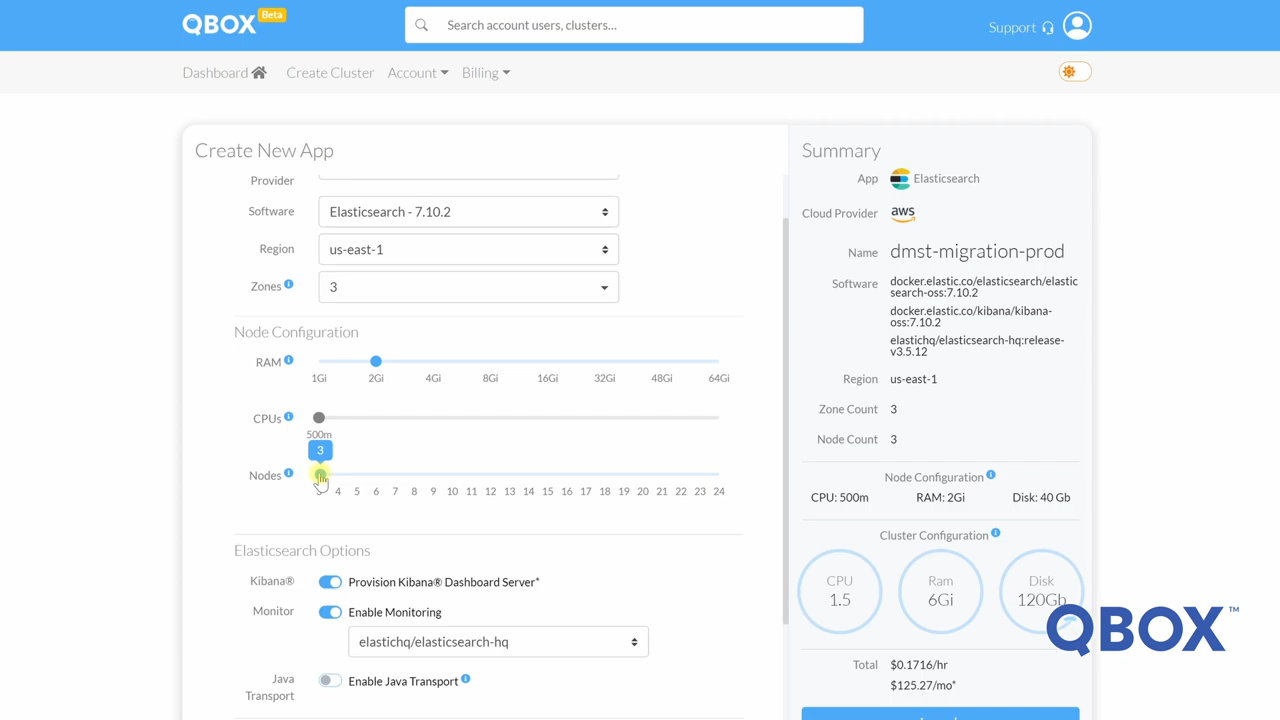 QBOX Beta
Search account users, clusters...
Support
Dashboard Create Cluster Account Billing
Create New App
Provider
Software Elasticsearch - 7.10.2
Region us-east-1
Zones 3
Node Configuration
RAM
1Gi 2Gi 4Gi 8Gi 16Gi 32Gi 48Gi 64Gi
CPUs
500m
3
Nodes
3 4 5 6 7 8 9 10 11 12 13 14 15 16 17 18 19 20 21 22 23 24
Elasticsearch Options
Kibana® Provision Kibana® Dashboard Server*
Monitor Enable Monitoring
elastichq/elasticsearch-hq
Java
Transport
Enable Java Transport
Summary
App Elasticsearch
Cloud Provider aws
Name dmst-migration-prod
Software docker.elastic.co/elasticsearch/elastic
search-oss:7.10.2
docker.elastic.co/kibana/kibana-
oss:7.10.2
elastichq/elasticsearch-hq:release-
v3.5.12
Region us-east-1
Zone Count 3
Node Count 3
Node Configuration
CPU: 500m RAM: 2Gi Disk: 40 Gb
Cluster Configuration
CPU Ram Disk
1.5 6Gi 120Gb
QBOX™
Total $0.1716/hr
$125.27/mo*